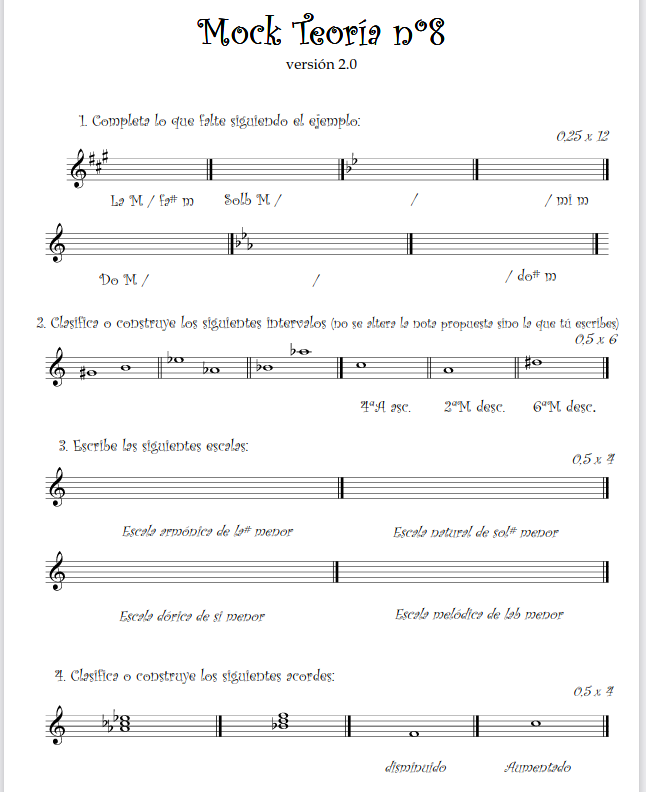 Mock Teoría nº8
versión 2.0
1. Completa lo que falte siguiendo el ejemplo:
0,25 x 12
La M / fa# m Solb M / / / mi m
Do M / / / do# m
2. Clasifica o construye los siguientes intervalos (no se altera la nota propuesta sino la que tú escribes)
0,5 x 6
4ªA asc. 2ªM desc. 6ªM desc.
3. Escribe las siguientes escalas:
0,5 x 4
Escala armónica de la# menor Escala natural de sol# menor
Escala dórica de si menor Escala melódica de lab menor
4. Clasifica o construye los siguientes acordes:
0,5 x 4
disminuido Aumentado